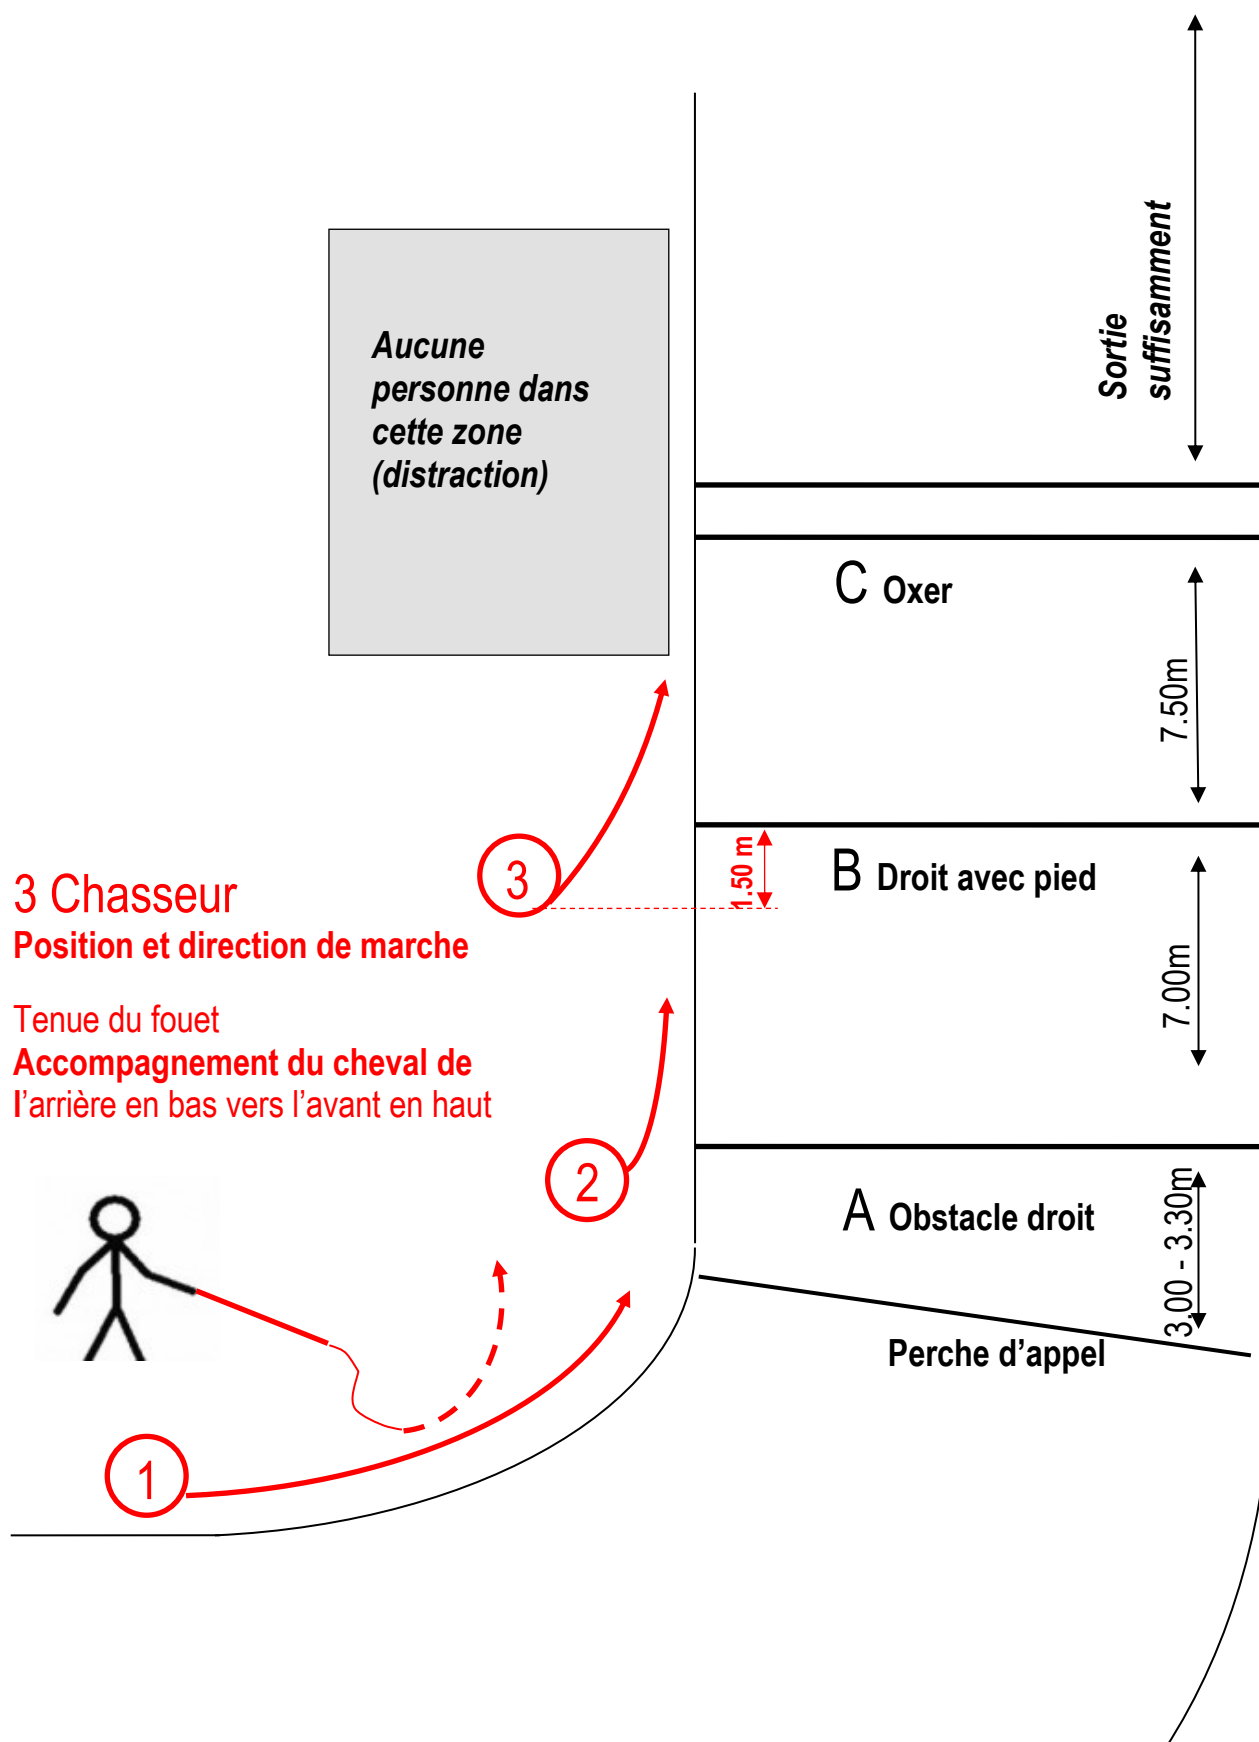 Sortie
suffisamment
Aucune
personne dans
cette zone
(distraction)
C Oxer
7.50m
3
1.50 m
B Droit avec pied
3 Chasseur
Position et direction de marche
7.00m
Tenue du fouet
Accompagnement du cheval de
l’arrière en bas vers l’avant en haut
2
A Obstacle droit
3.00 - 3.30m
Perche d’appel
1